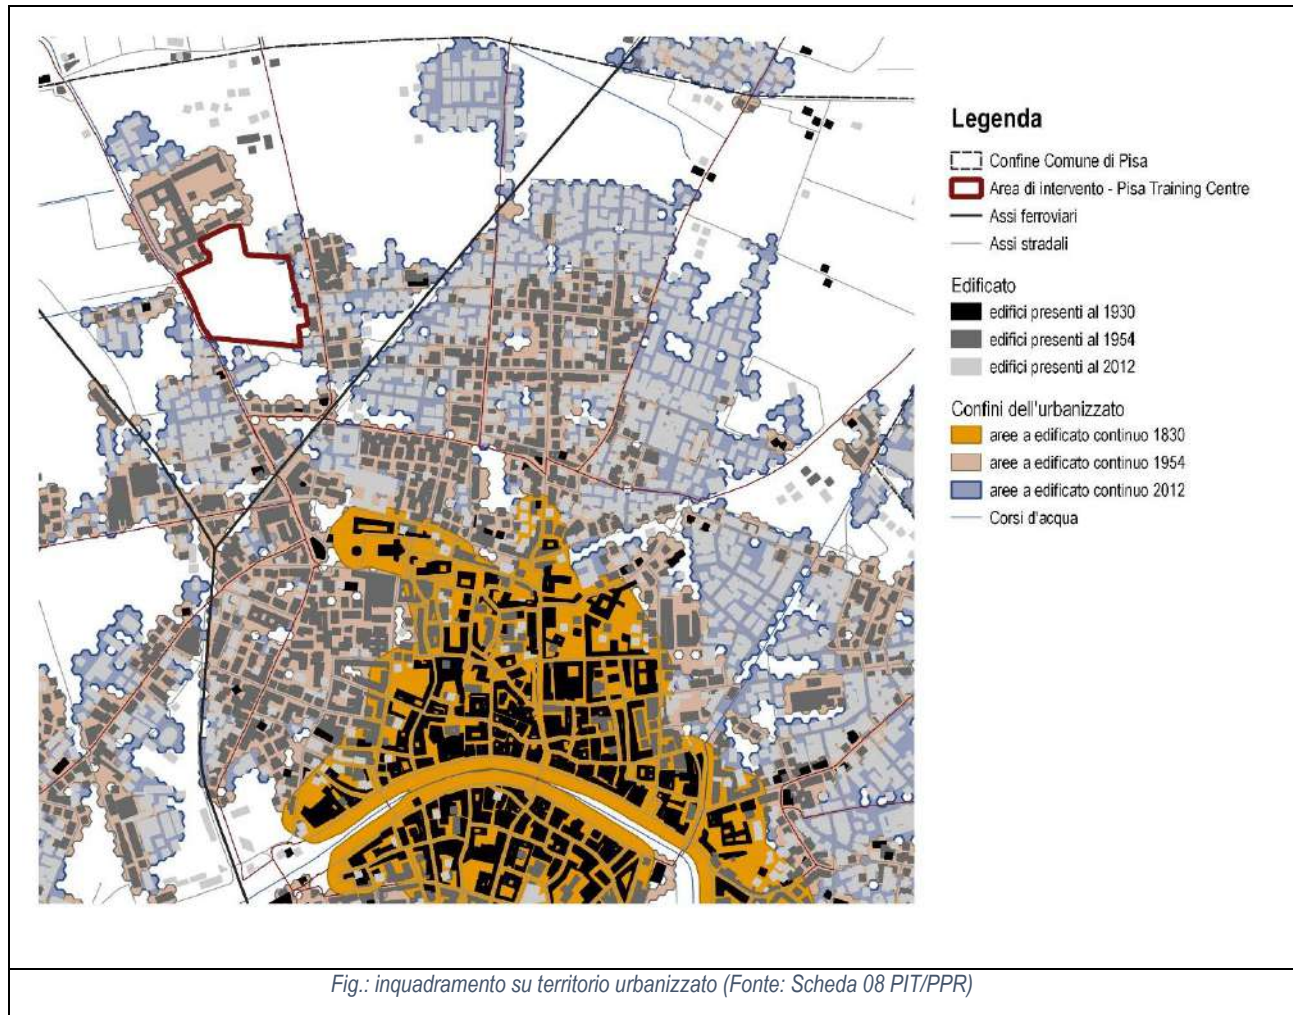 Legenda
Confine Comune di Pisa
Area di intervento - Pisa Training Centre
Assi ferroviari
Assi stradali
Edificato
edifici presenti al 1930
edifici presenti al 1954
edifici presenti al 2012
Confini dell'urbanizzato
aree a edificato continuo 1830
aree a edificato continuo 1954
aree a edificato continuo 2012
Corsi d'acqua
Fig.: inquadramento su territorio urbanizzato (Fonte: Scheda 08 PIT/PPR)